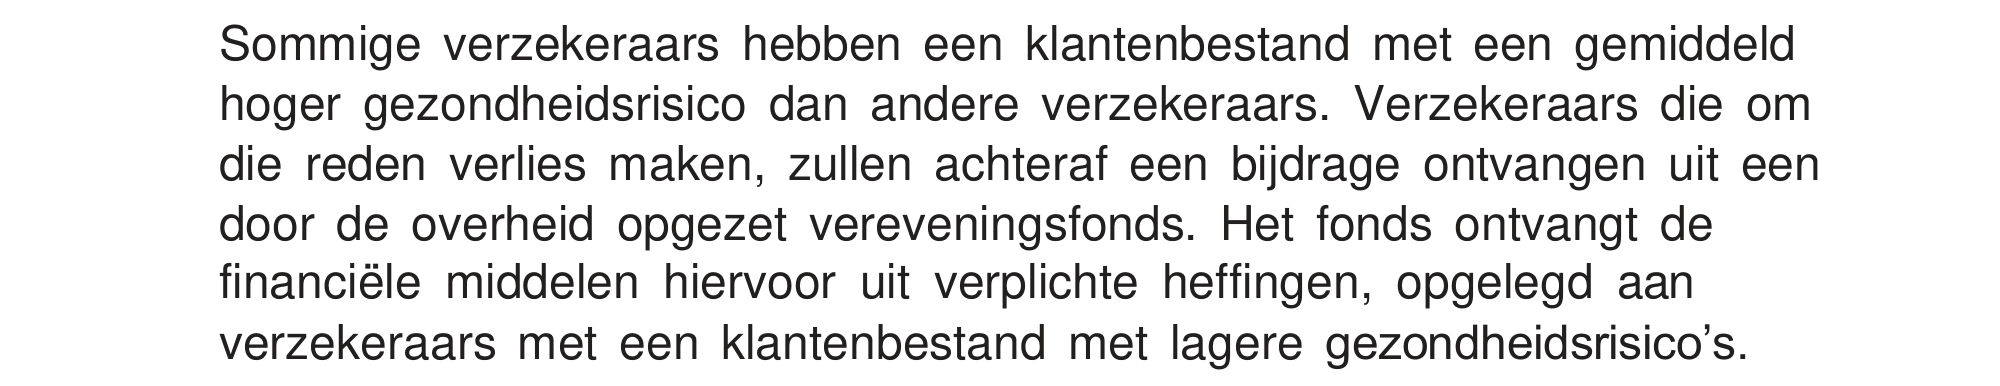 Sommige verzekeraars hebben een klantenbestand met een gemiddeld
hoger gezondheidsrisico dan andere verzekeraars. Verzekeraars die om
die reden verlies maken, zullen achteraf een bijdrage ontvangen uit een
door de overheid opgezet vereveningsfonds. Het fonds ontvangt de
financiële middelen hiervoor uit verplichte heffingen, opgelegd aan
verzekeraars met een klantenbestand met lagere gezondheidsrisico’s.